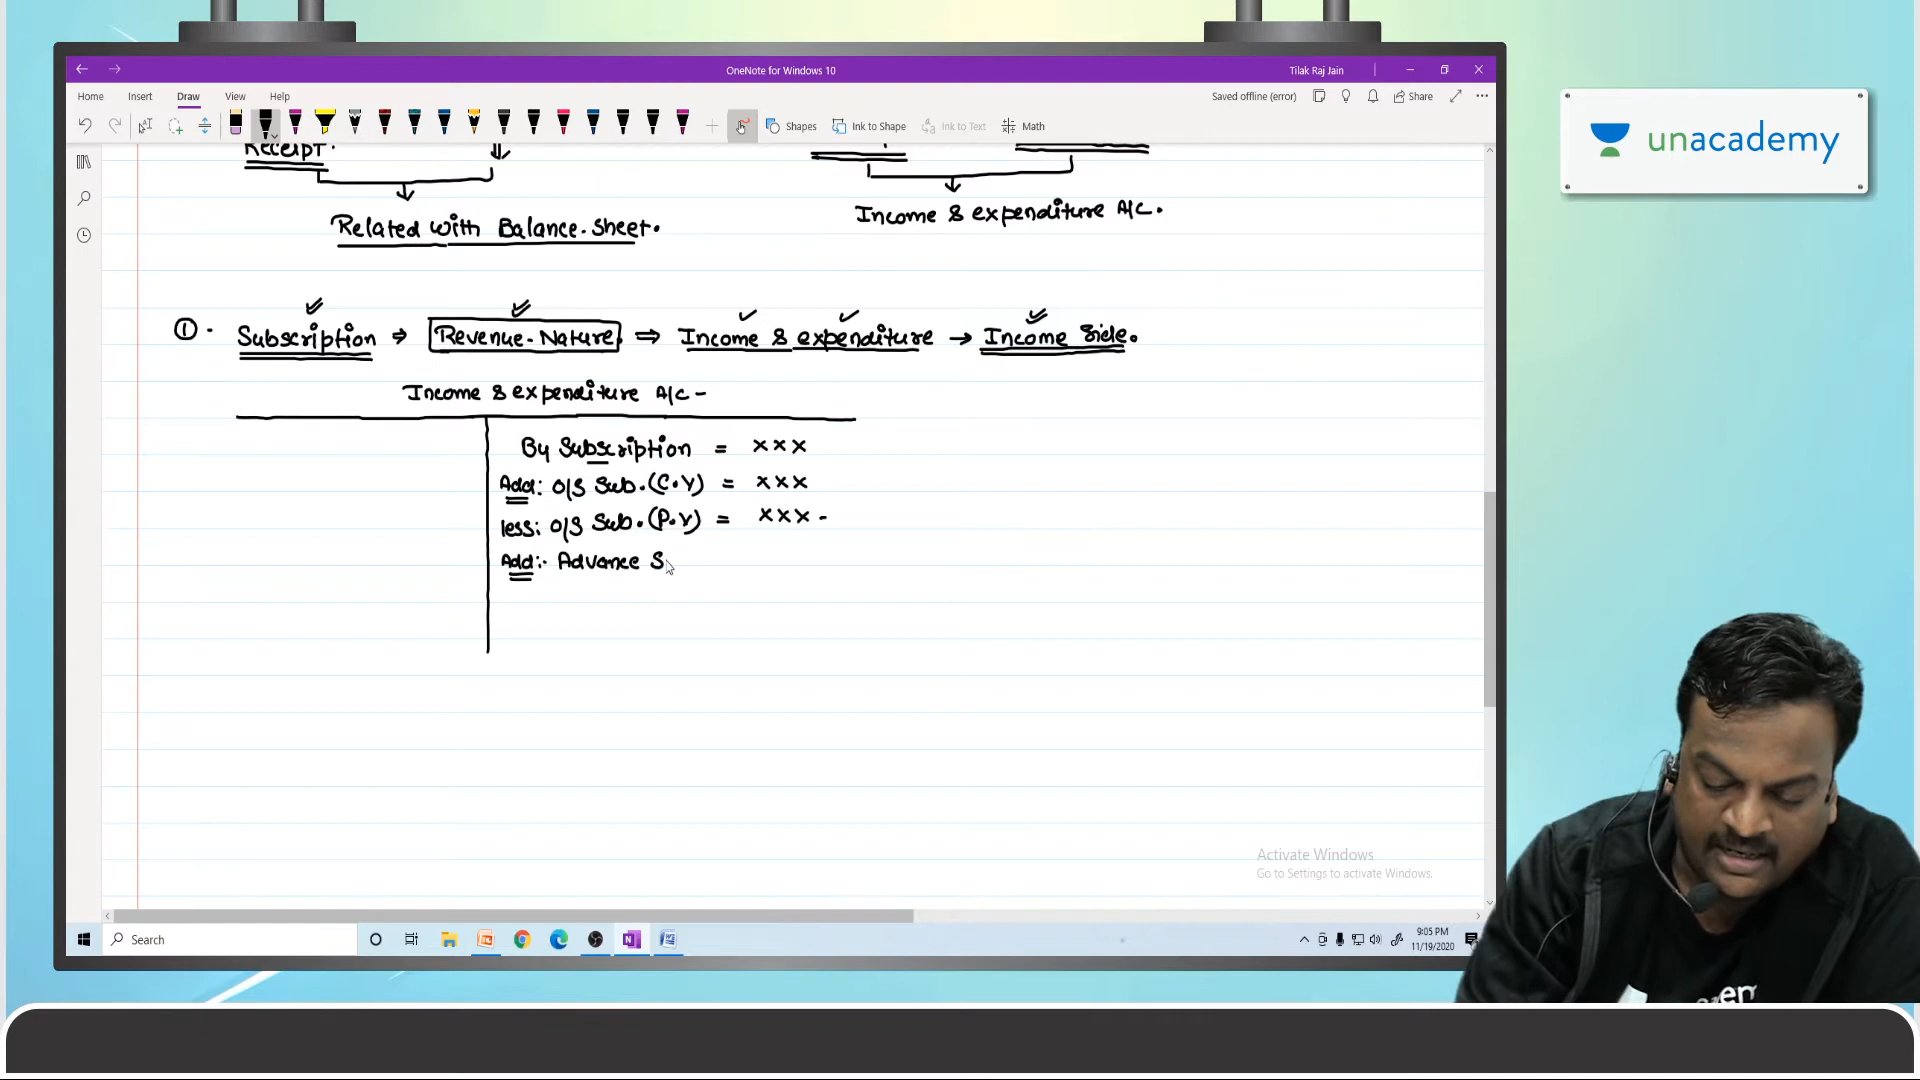 OneNote for Windows 10
Tilak Raj Jain
Home Insert Draw View Help
Saved offline (error)
Share
Shapes
Ink to Shape
Ink to Text
Math
unacademy
Receipt.
Related with Balance-Sheet.
Income & expenditure A/C.
①. Subscription → Revenue-Nature. ⇒ Income & expenditure → Income Side.
Income & expenditure A/C -
By Subscription = xxx
Add: O/S Sub. (C.Y) = xxx
less: O/S Sub. (P.Y) = xxx -
Add:- Advance S
Activate Windows
Go to Settings to activate Windows.
Search
9:05 PM
11/19/2020